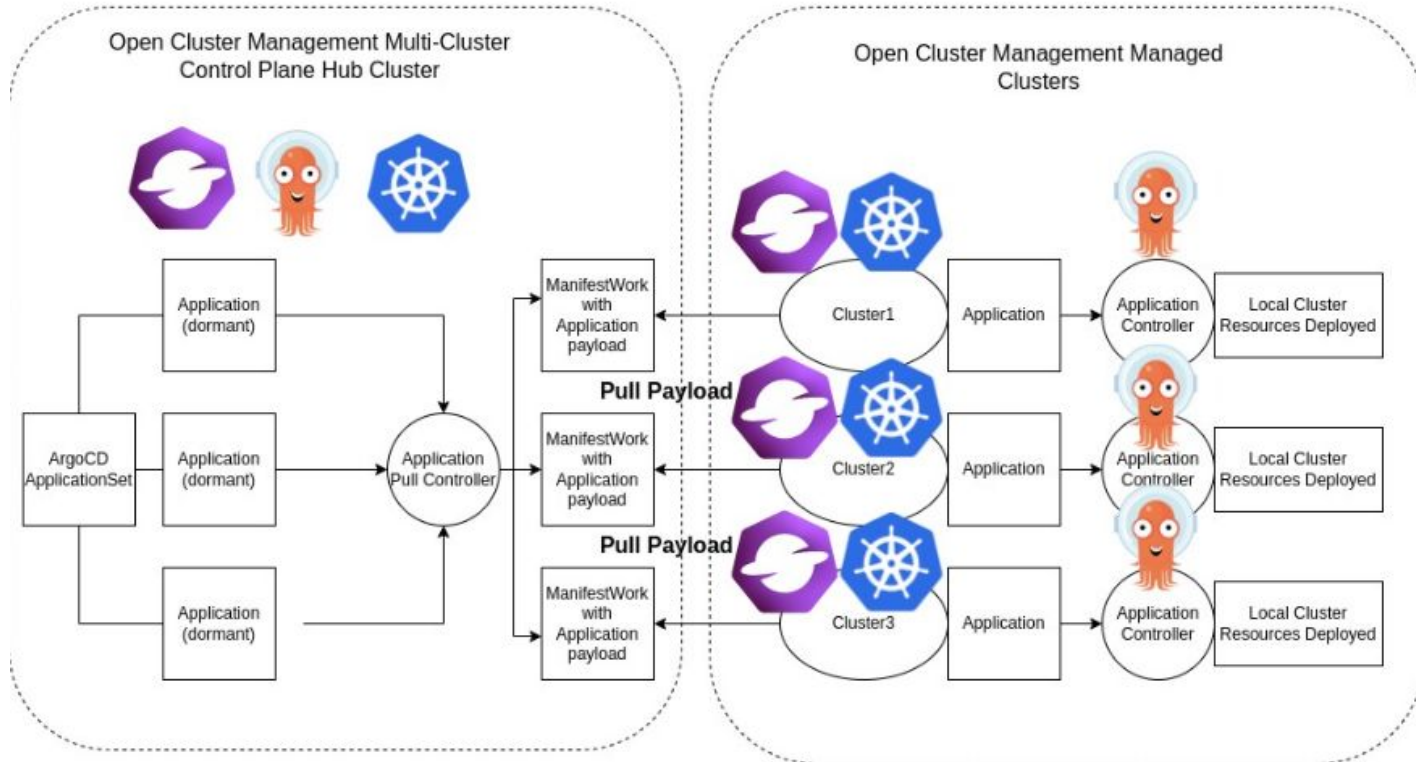 Open Cluster Management Multi-Cluster
Control Plane Hub Cluster
Application
(dormant)
ArgoCD
ApplicationSet
Application
(dormant)
Application
(dormant)
Application
Pull Controller
ManifestWork
with
Application
payload
ManifestWork
with
Application
payload
ManifestWork
with
Application
payload
Pull Payload
Pull Payload
Open Cluster Management Managed
Clusters
Cluster1
Application
Application
Controller
Local Cluster
Resources Deployed
Cluster2
Application
Application
Controller
Local Cluster
Resources Deployed
Cluster3
Application
Application
Controller
Local Cluster
Resources Deployed